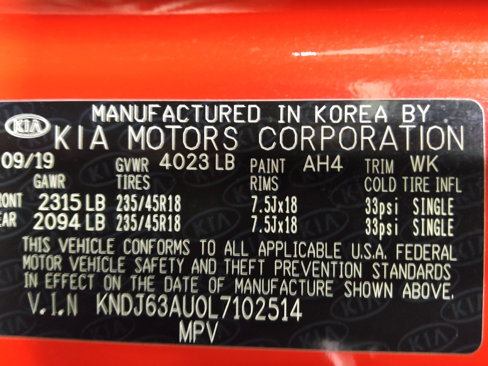 MANUFACTURED IN KOREA BY
KIA KIA MOTORS CORPORATION
09/19 GVWR 4023 LB PAINT AH4 TRIM WK
GAWR TIRES RIMS COLD TIRE INFL
2315 LB 235/45R18 7.5Jx18 33psi SINGLE
2094 LB 235/45R18 7.5Jx18 33psi SINGLE
THIS VEHICLE CONFORMS TO ALL APPLICABLE U.S.A. FEDERAL
MOTOR VEHICLE SAFETY AND THEFT PREVENTION STANDARDS
IN EFFECT ON THE DATE OF MANUFACTURE SHOWN ABOVE.
V.I.N KNDJ63AU0L7102514
MPV